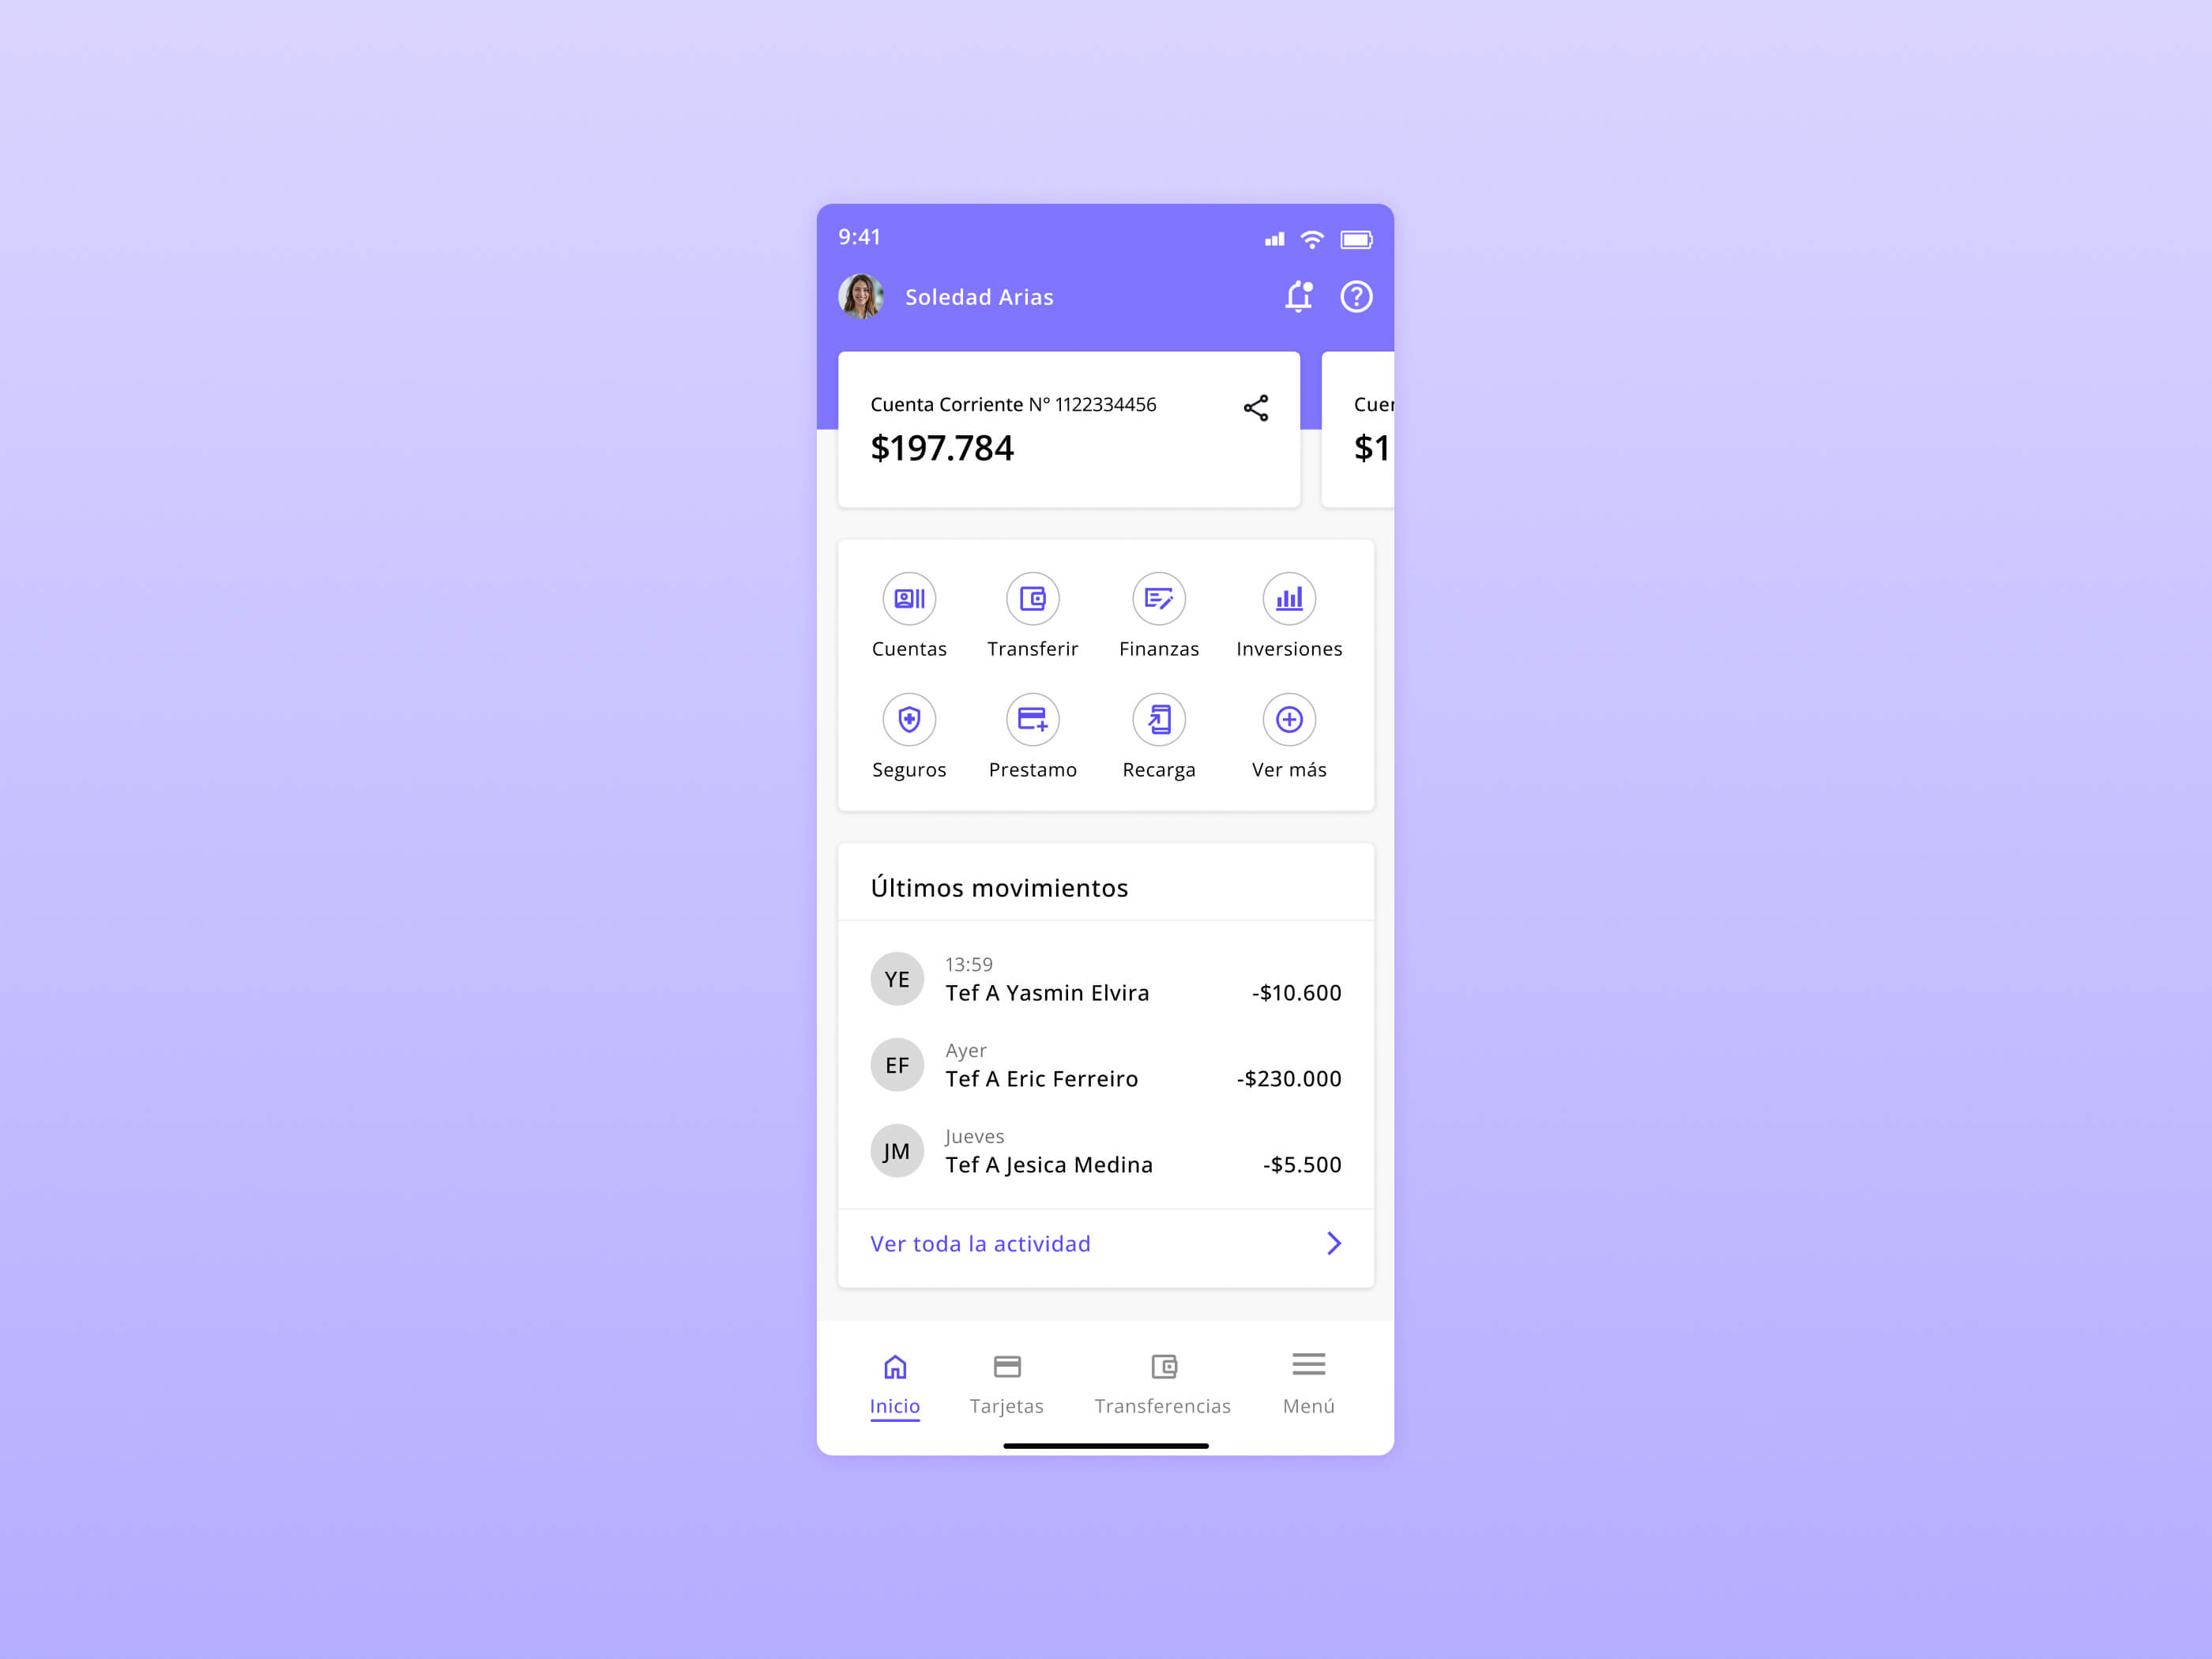 9:41
Soledad Arias
Cuenta Corriente N° 1122334456
$197.784
Cuer
$1
Cuentas
Transferir
Finanzas
Inversiones
Seguros
Prestamo
Recarga
Ver más
Últimos movimientos
YE
13:59
Tef A Yasmin Elvira
-$10.600
EF
Ayer
Tef A Eric Ferreiro
-$230.000
JM
Jueves
Tef A Jesica Medina
-$5.500
Ver toda la actividad
Inicio
Tarjetas
Transferencias
Menú